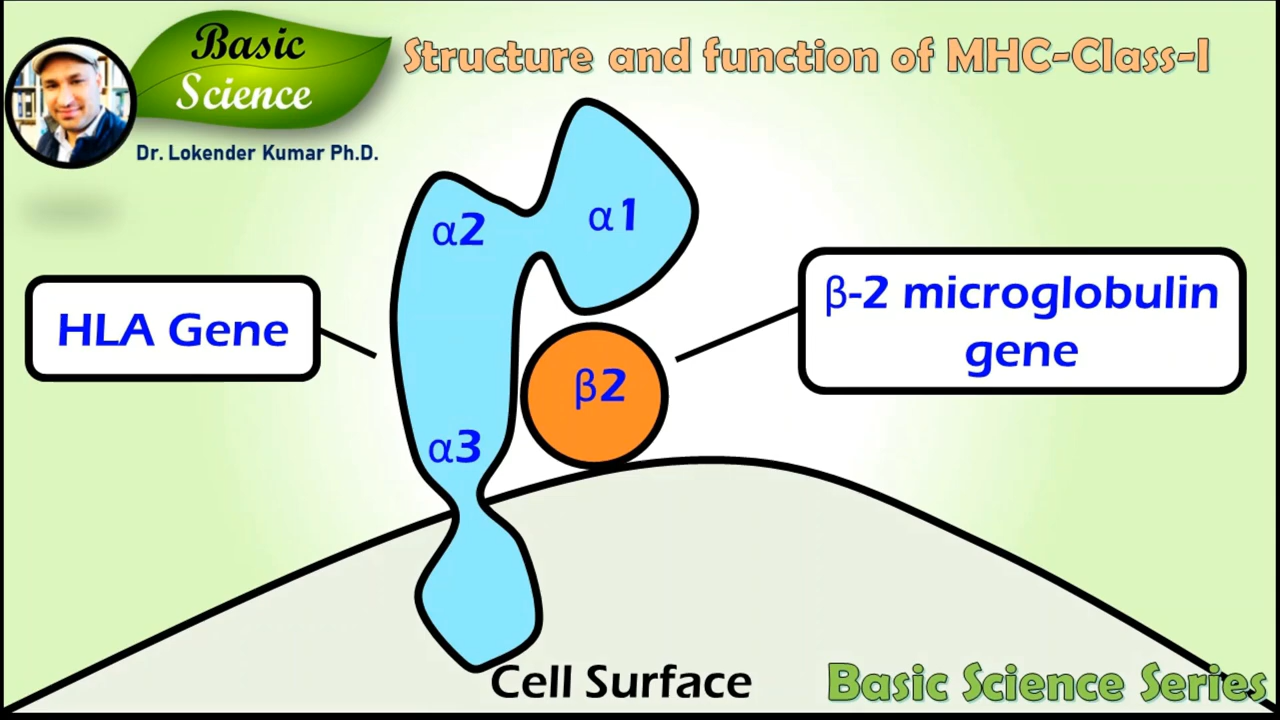 Basic
Science
Structure and function of MHC-Class-I
Dr. Lokender Kumar Ph.D.
α2
α1
HLA Gene
β-2 microglobulin
gene
β2
α3
Cell Surface
Basic Science Series